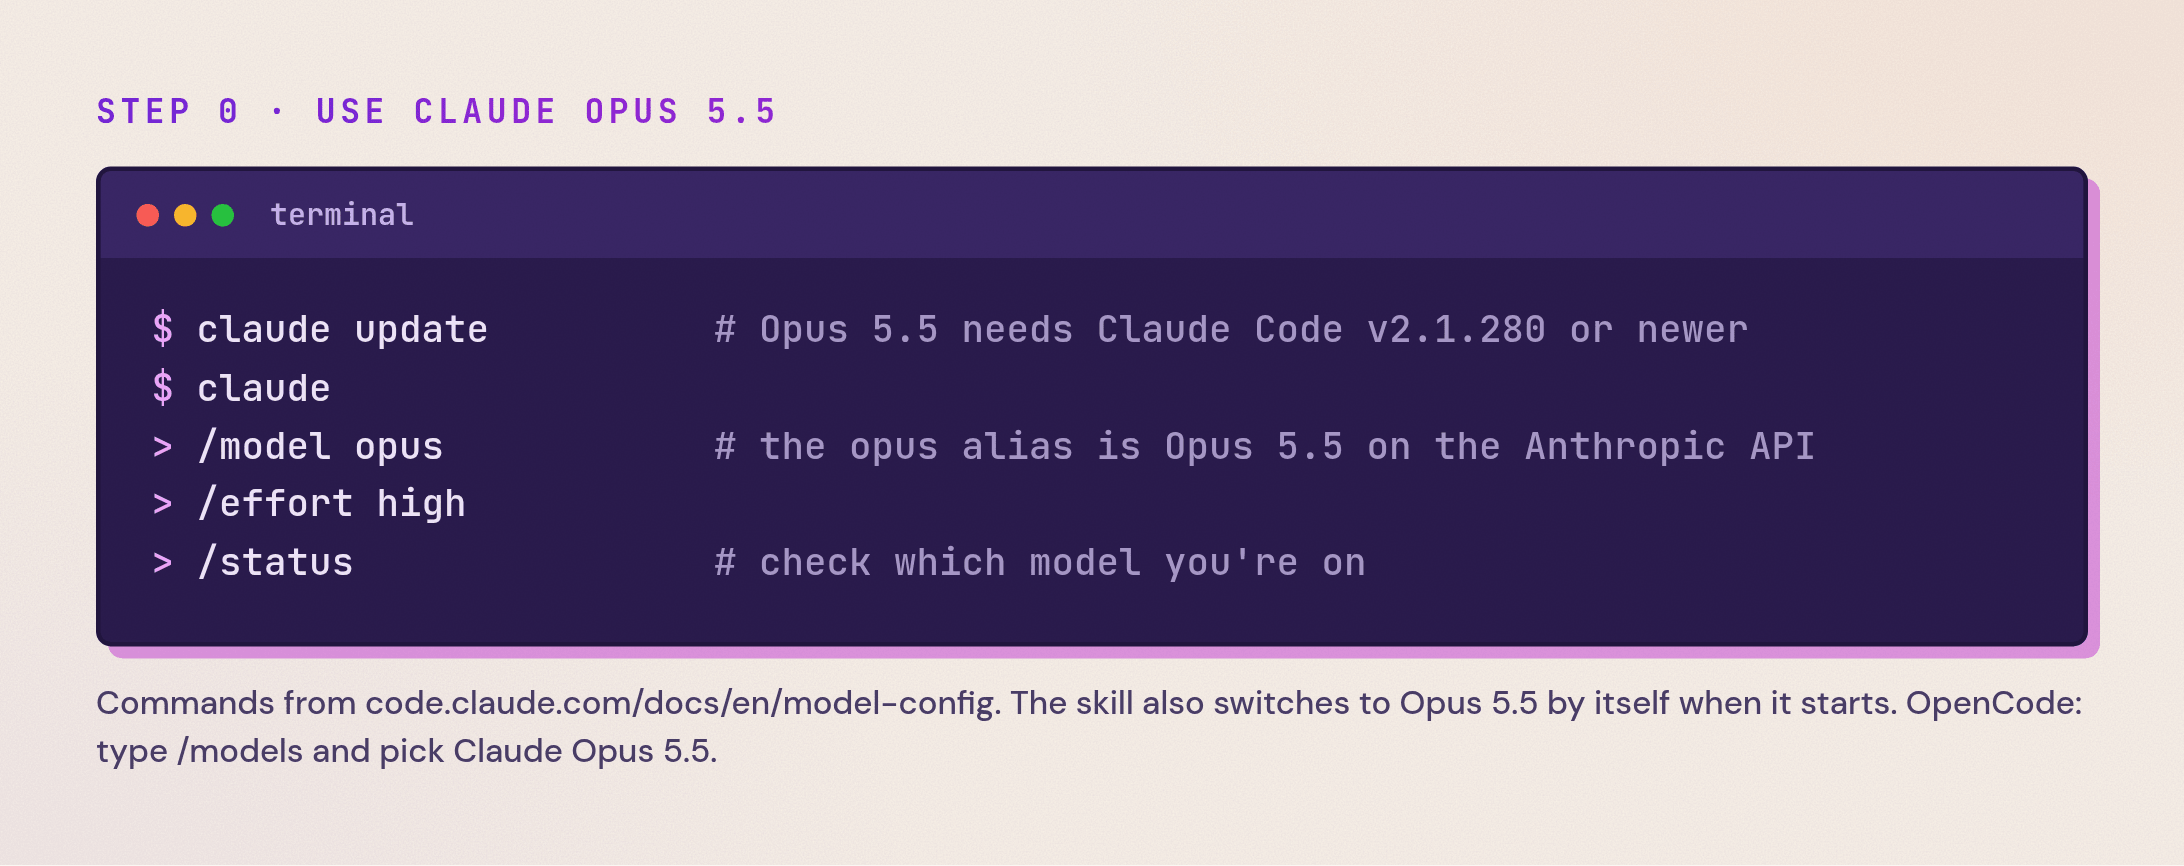 STEP 0 · USE CLAUDE OPUS 5.5
terminal
$ claude update # Opus 5.5 needs Claude Code v2.1.280 or newer
$ claude
> /model opus # the opus alias is Opus 5.5 on the Anthropic API
> /effort high
> /status # check which model you're on
Commands from code.claude.com/docs/en/model-config. The skill also switches to Opus 5.5 by itself when it starts. OpenCode:
type /models and pick Claude Opus 5.5.